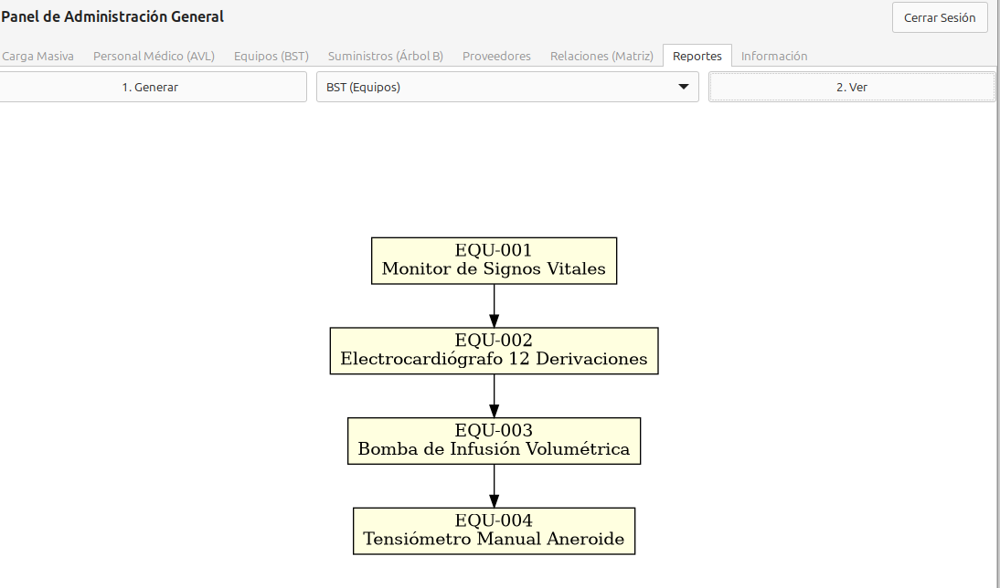 Panel de Administración General
Cerrar Sesión
Carga Masiva
Personal Médico (AVL)
Equipos (BST)
Suministros (Árbol B)
Proveedores
Relaciones (Matriz)
Reportes
Información
1. Generar
BST (Equipos)
2. Ver
EQU-001
Monitor de Signos Vitales
EQU-002
Electrocardiógrafo 12 Derivaciones
EQU-003
Bomba de Infusión Volumétrica
EQU-004
Tensiómetro Manual Aneroide